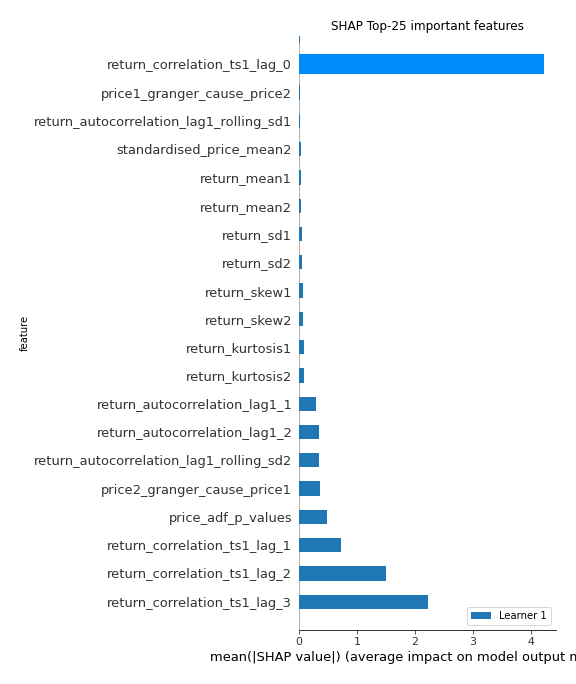 SHAP Top-25 important features
return_correlation_ts1_lag_0
price1_granger_cause_price2
return_autocorrelation_lag1_rolling_sd1
standardised_price_mean2
return_mean1
return_mean2
return_sd1
return_sd2
return_skew1
return_skew2
return_kurtosis1
return_kurtosis2
return_autocorrelation_lag1_1
return_autocorrelation_lag1_2
return_autocorrelation_lag1_rolling_sd2
price2_granger_cause_price1
price_adf_p_values
return_correlation_ts1_lag_1
return_correlation_ts1_lag_2
return_correlation_ts1_lag_3
feature
Learner 1
0 1 2 3 4
mean(|SHAP value|) (average impact on model output